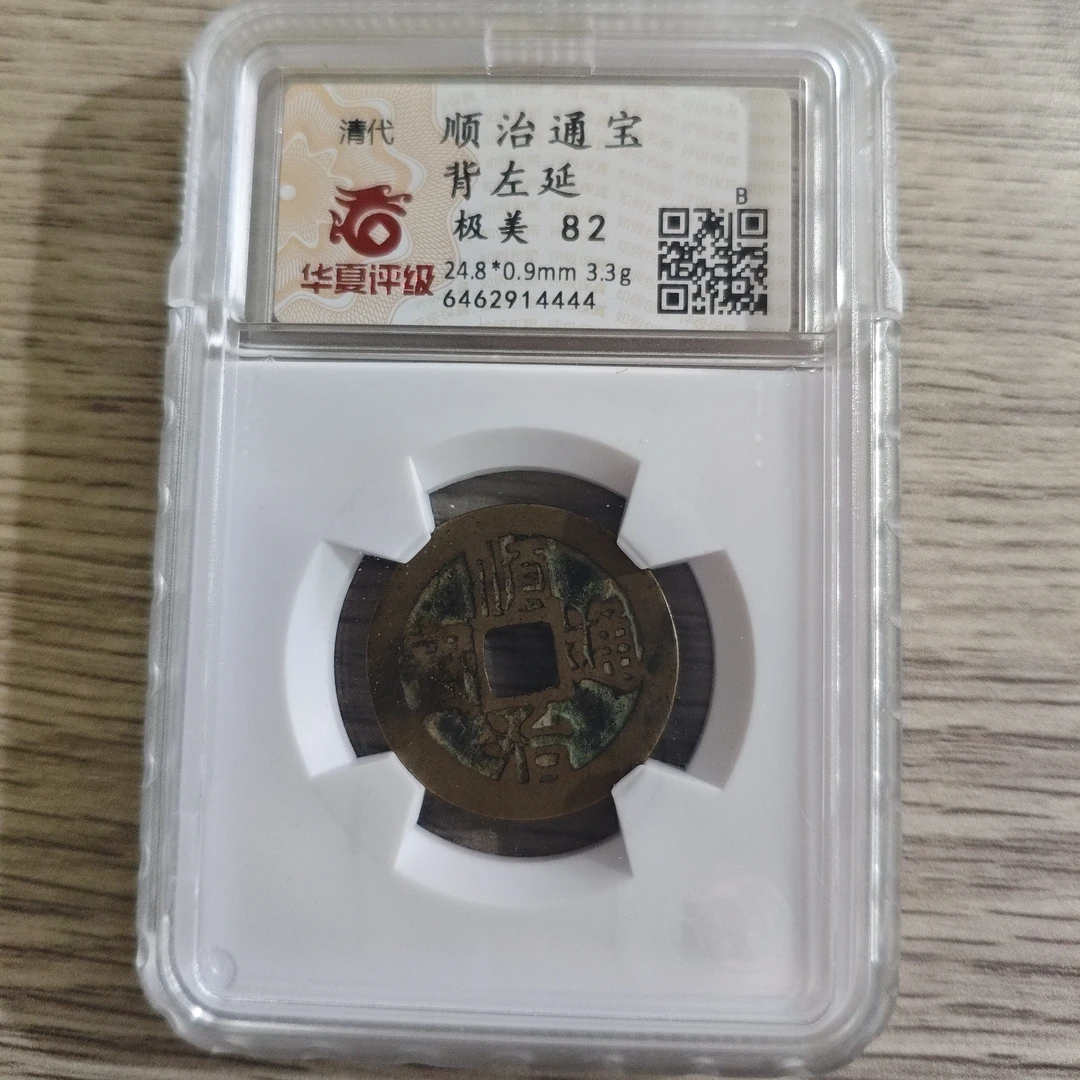 清代
顺治通宝
背左延
极美 82
24.8*0.9mm 3.3g
6462914444
华夏评级
B
順治通寶